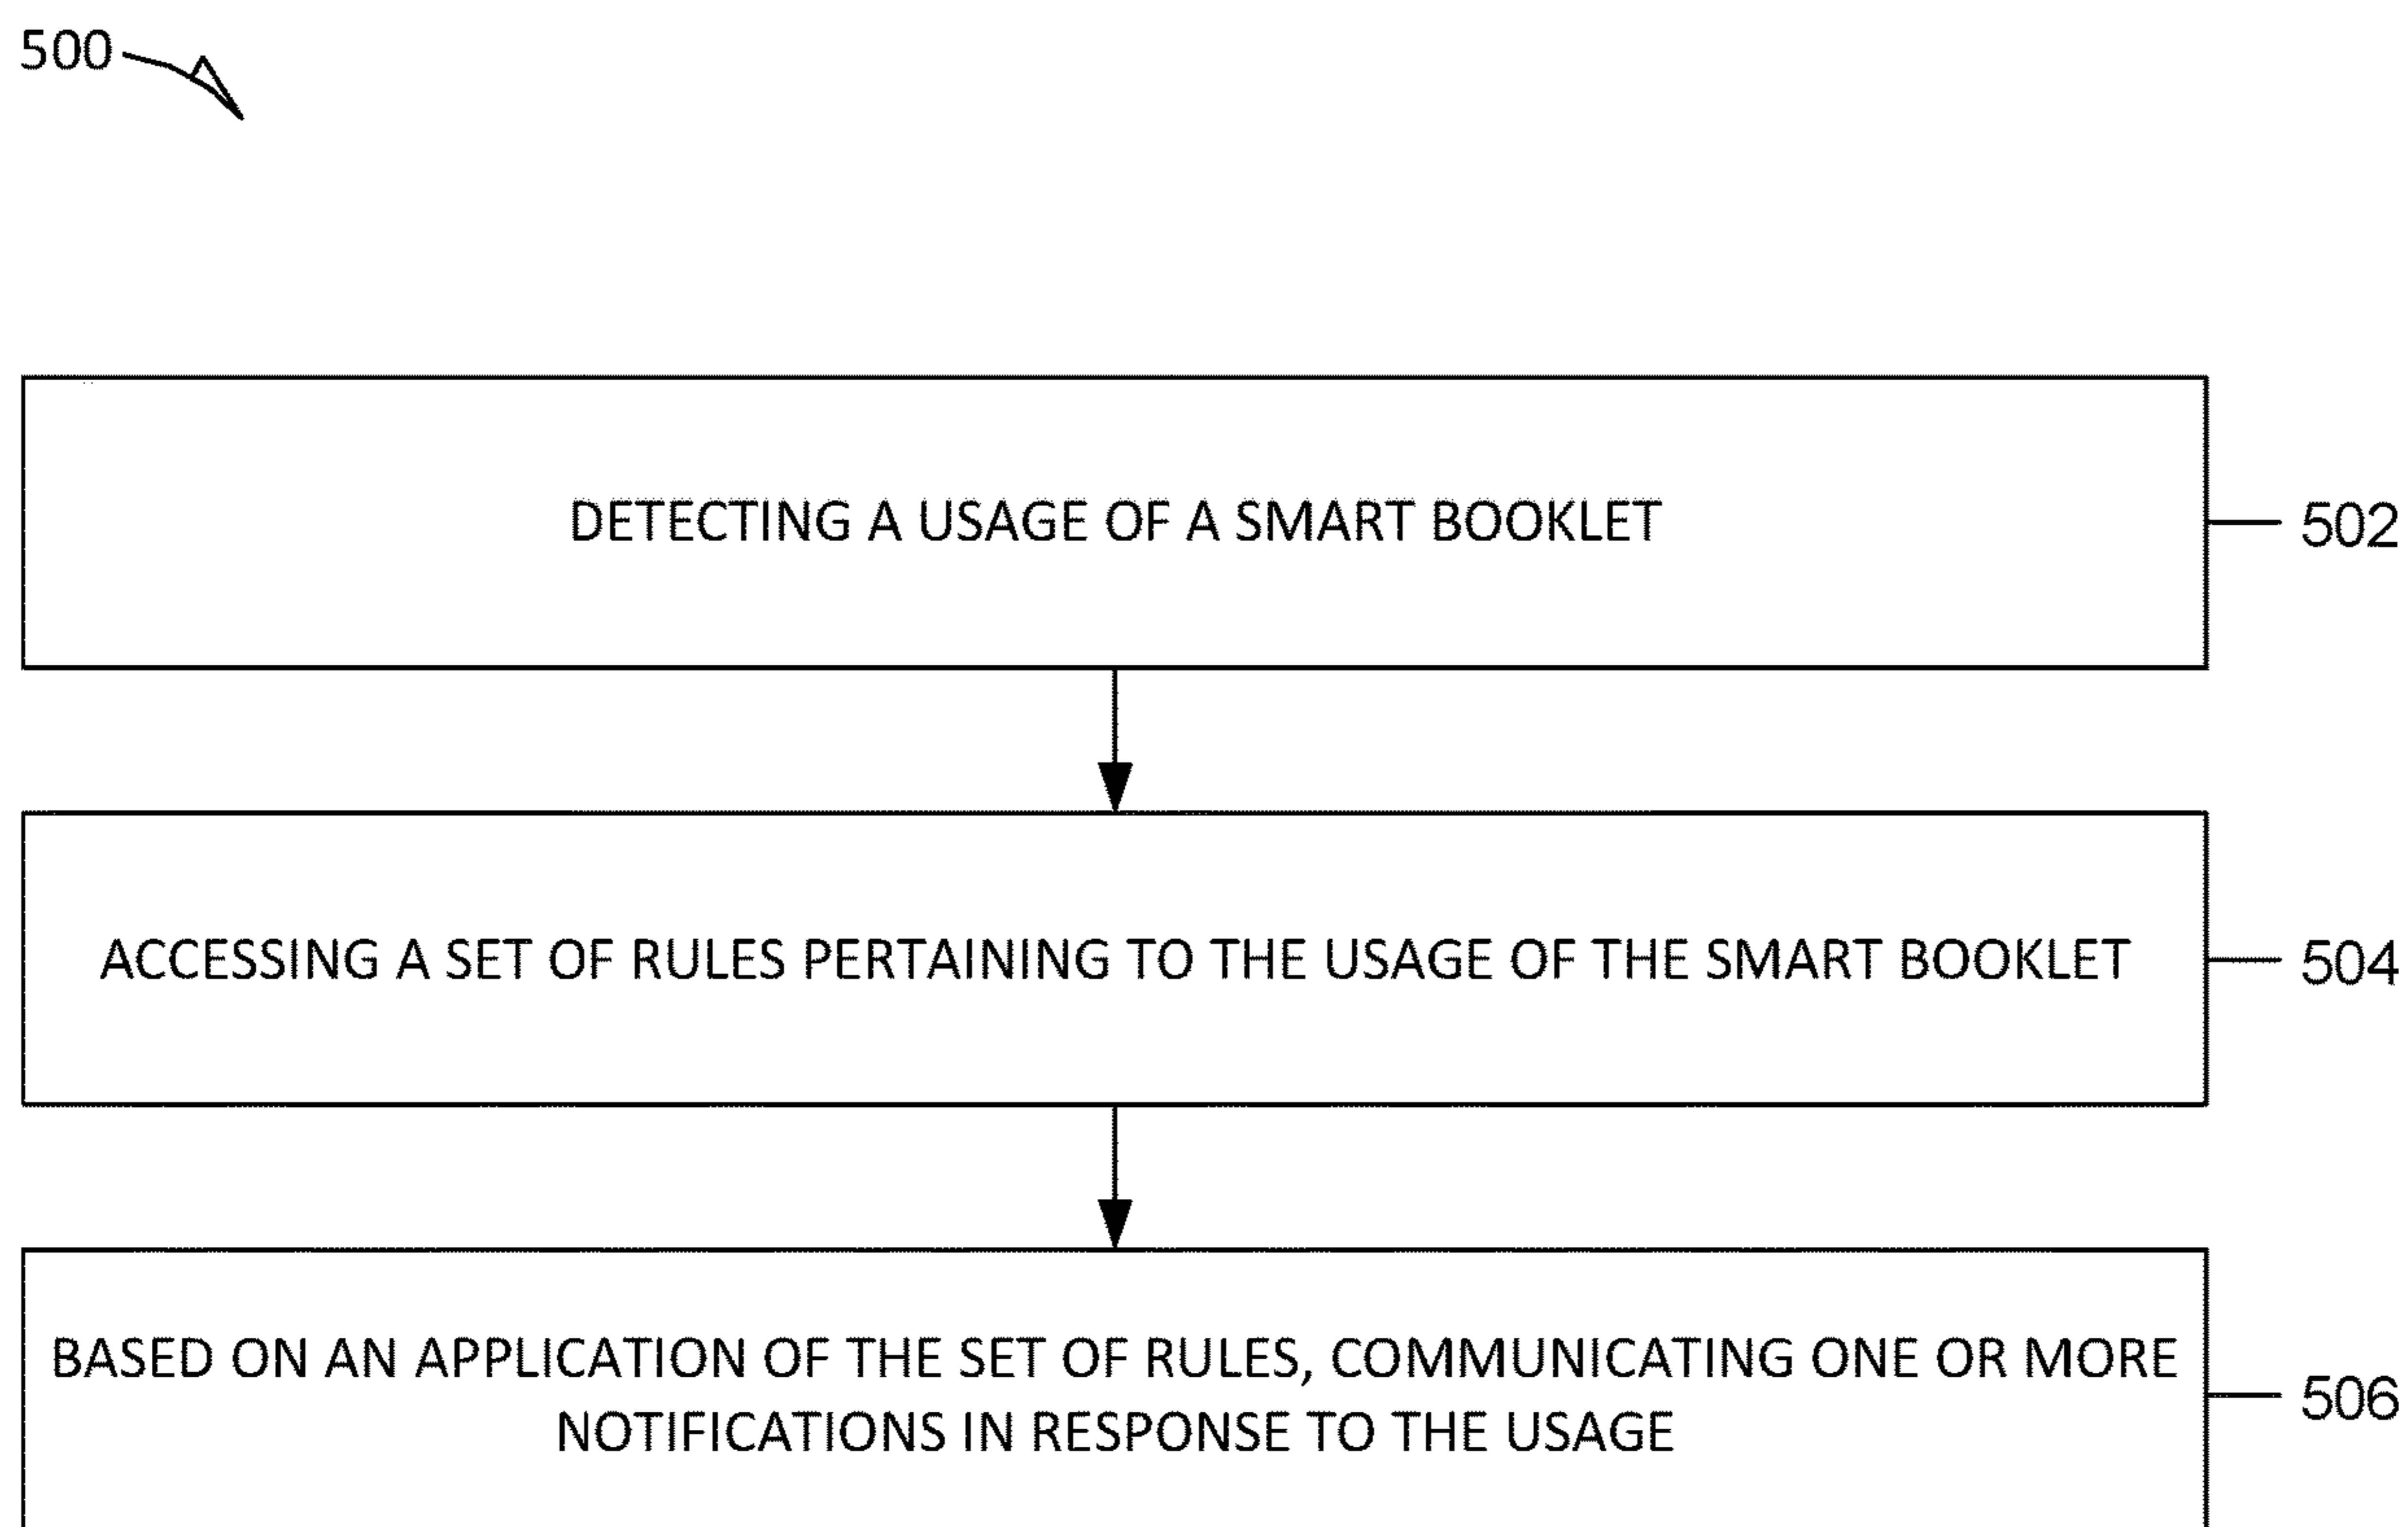 500
DETECTING A USAGE OF A SMART BOOKLET
502
ACCESSING A SET OF RULES PERTAINING TO THE USAGE OF THE SMART BOOKLET
504
BASED ON AN APPLICATION OF THE SET OF RULES, COMMUNICATING ONE OR MORE
NOTIFICATIONS IN RESPONSE TO THE USAGE
506